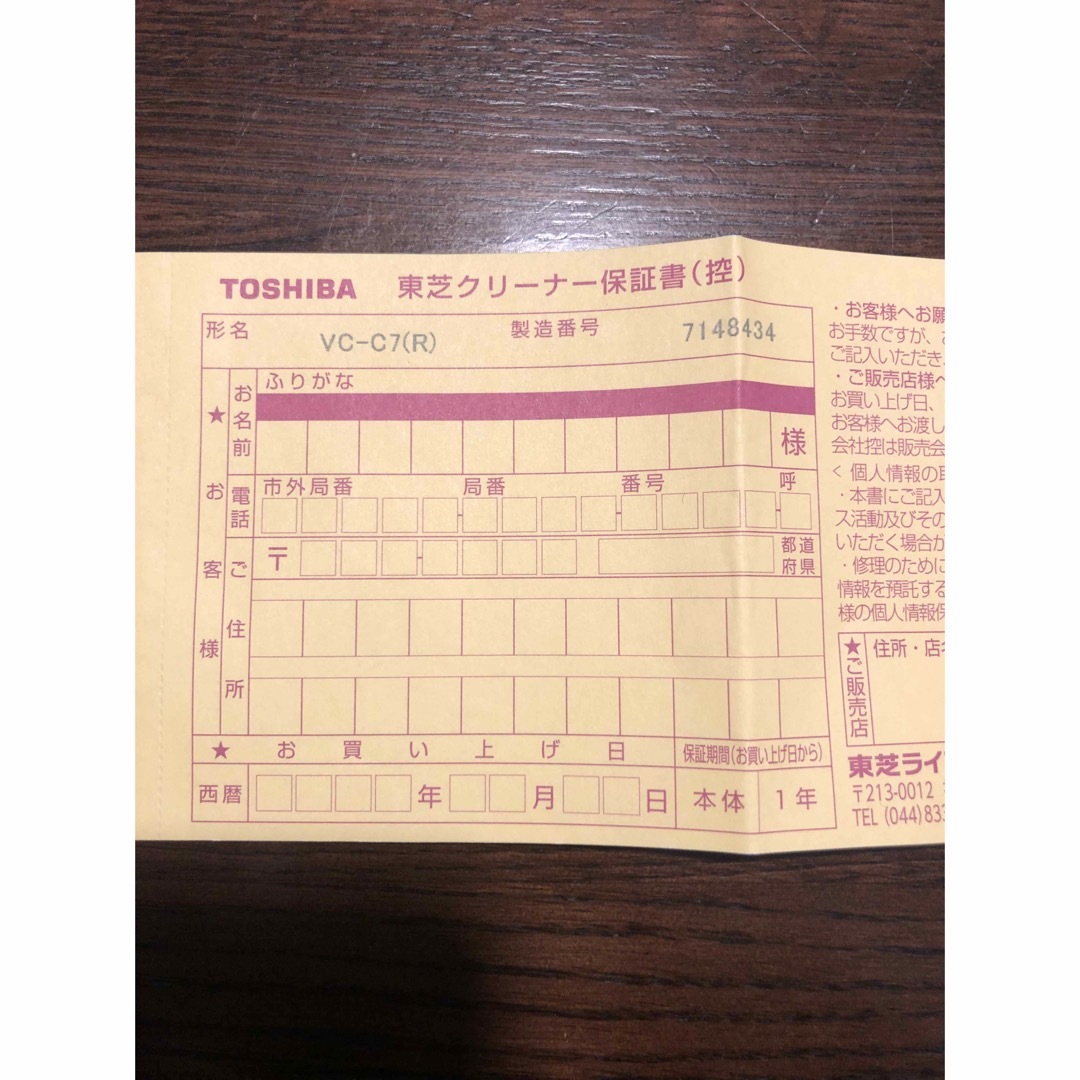 TOSHIBA 東芝クリーナー保証書(控)
形名 VC-C7(R) 製造番号 7148434
★お客様
お名前
ふりがな
様
電話
市外局番 局番 番号 呼
ご住所
〒 - 都道府県
★ お買い上げ日 保証期間(お買い上げ日から)
西暦 年 月 日 本体 1年
・お客様へお願
お手数ですが、
ご記入いただき
・ご販売店様へ
お買い上げ日、
お客様へお渡し
会社控は販売会
< 個人情報の
・本書にご記入
ス活動及びその
いただく場合が
・修理のために
情報を預託する
様の個人情報保
★ご販売店
住所・店
東芝ライ
〒213-0012
TEL (044)833